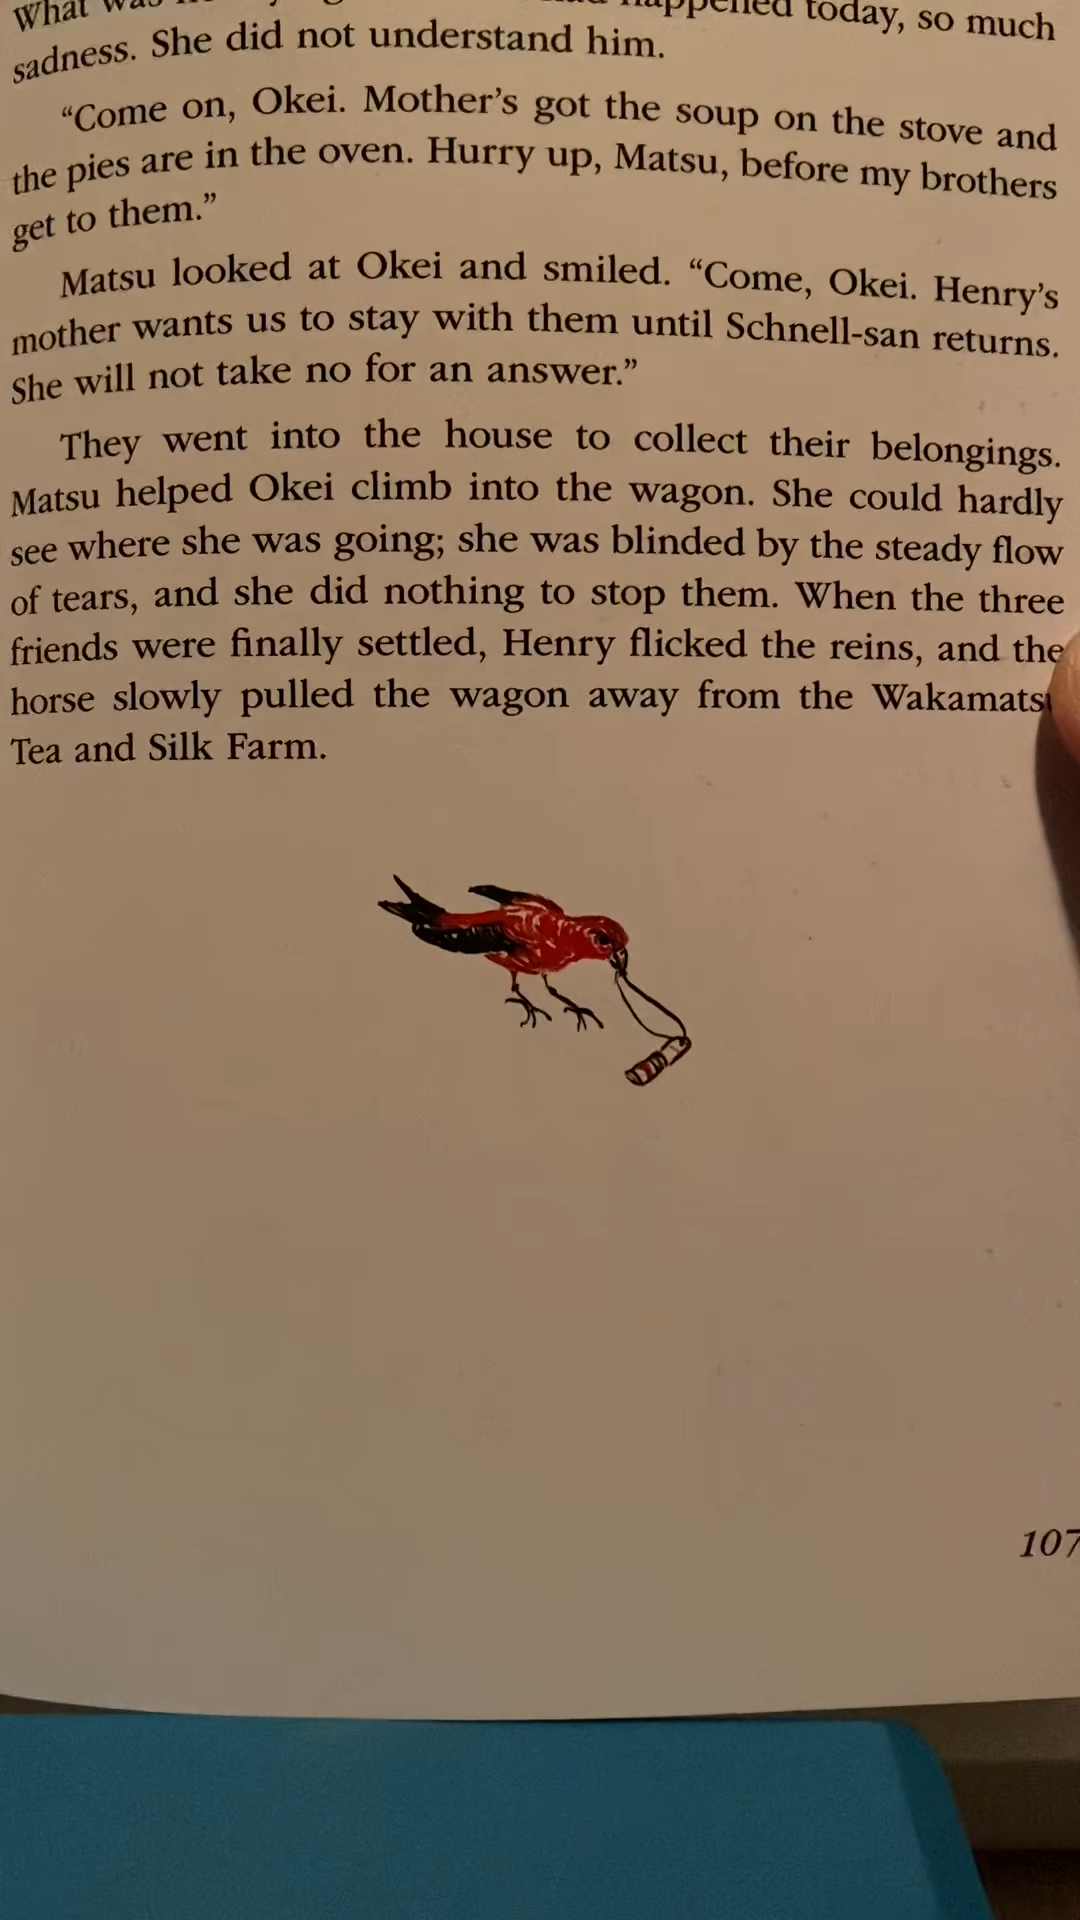 What
happened today, so much
sadness. She did not understand him.
“Come on, Okei. Mother’s got the soup on the stove and
the pies are in the oven. Hurry up, Matsu, before my brothers
get to them.”
Matsu looked at Okei and smiled. “Come, Okei. Henry’s
mother wants us to stay with them until Schnell-san returns.
She will not take no for an answer.”
They went into the house to collect their belongings.
Matsu helped Okei climb into the wagon. She could hardly
see where she was going; she was blinded by the steady flow
of tears, and she did nothing to stop them. When the three
friends were finally settled, Henry flicked the reins, and the
horse slowly pulled the wagon away from the Wakamatsu
Tea and Silk Farm.
107